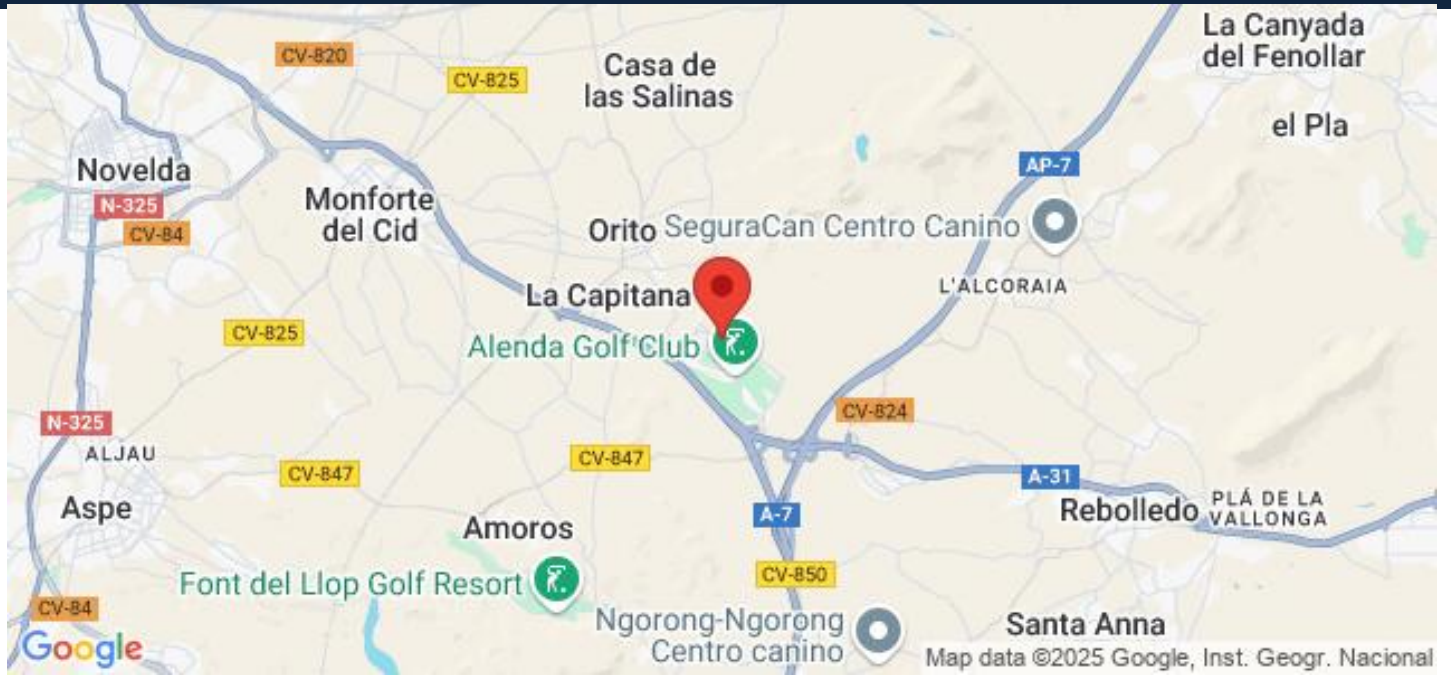 La Canyada
del Fenollar
CV-820
CV-825
Casa de
las Salinas
el Pla
Novelda
AP-7
N-325
Monforte
del Cid
CV-84
Orito
SeguraCan Centro Canino
La Capitana
L'ALCORAIA
CV-825
Alenda Golf Club
N-325
CV-824
ALJAU
CV-847
CV-847
A-31
Aspe
Rebolledo
PLÁ DE LA
VALLONGA
Amoros
A-7
Font del Llop Golf Resort
CV-850
CV-84
Ngorong-Ngorong
Centro canino
Santa Anna
Google
Map data ©2025 Google, Inst. Geogr. Nacional